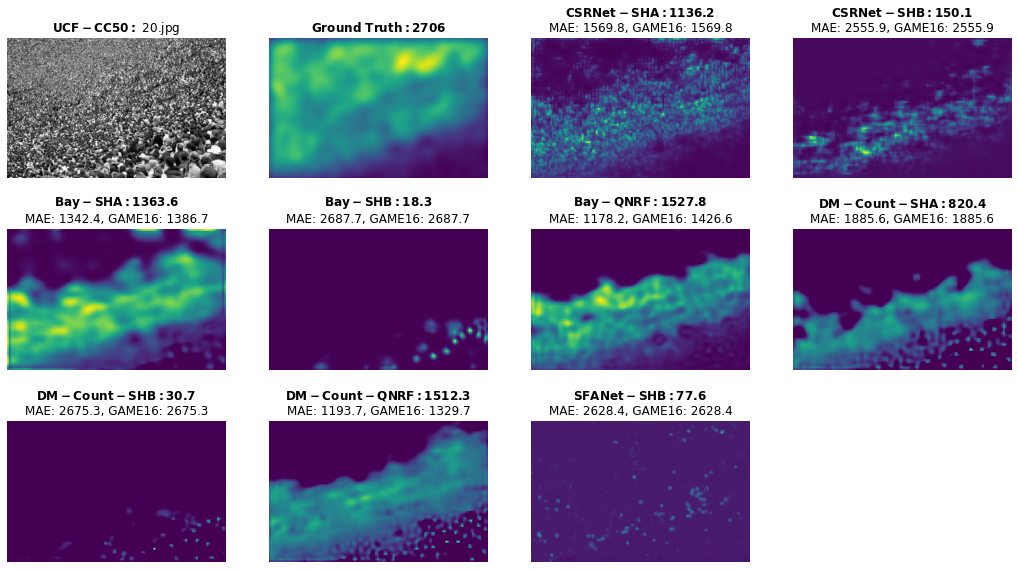 UCF − CC50 : 20.jpg
Ground Truth : 2706
CSRNet − SHA : 1136.2
MAE: 1569.8, GAME16: 1569.8
CSRNet − SHB : 150.1
MAE: 2555.9, GAME16: 2555.9
Bay − SHA : 1363.6
MAE: 1342.4, GAME16: 1386.7
Bay − SHB : 18.3
MAE: 2687.7, GAME16: 2687.7
Bay − QNRF : 1527.8
MAE: 1178.2, GAME16: 1426.6
DM − Count − SHA : 820.4
MAE: 1885.6, GAME16: 1885.6
DM − Count − SHB : 30.7
MAE: 2675.3, GAME16: 2675.3
DM − Count − QNRF : 1512.3
MAE: 1193.7, GAME16: 1329.7
SFANet − SHB : 77.6
MAE: 2628.4, GAME16: 2628.4